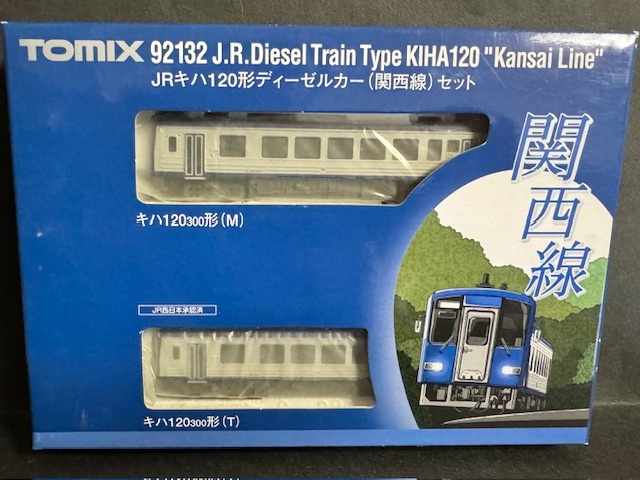 TOMIX 92132 J.R.Diesel Train Type KIHA120 "Kansai Line"
JRキハ120形ディーゼルカー(関西線)セット
関西線
キハ120300形(M)
JR西日本承認済
キハ120300形(T)